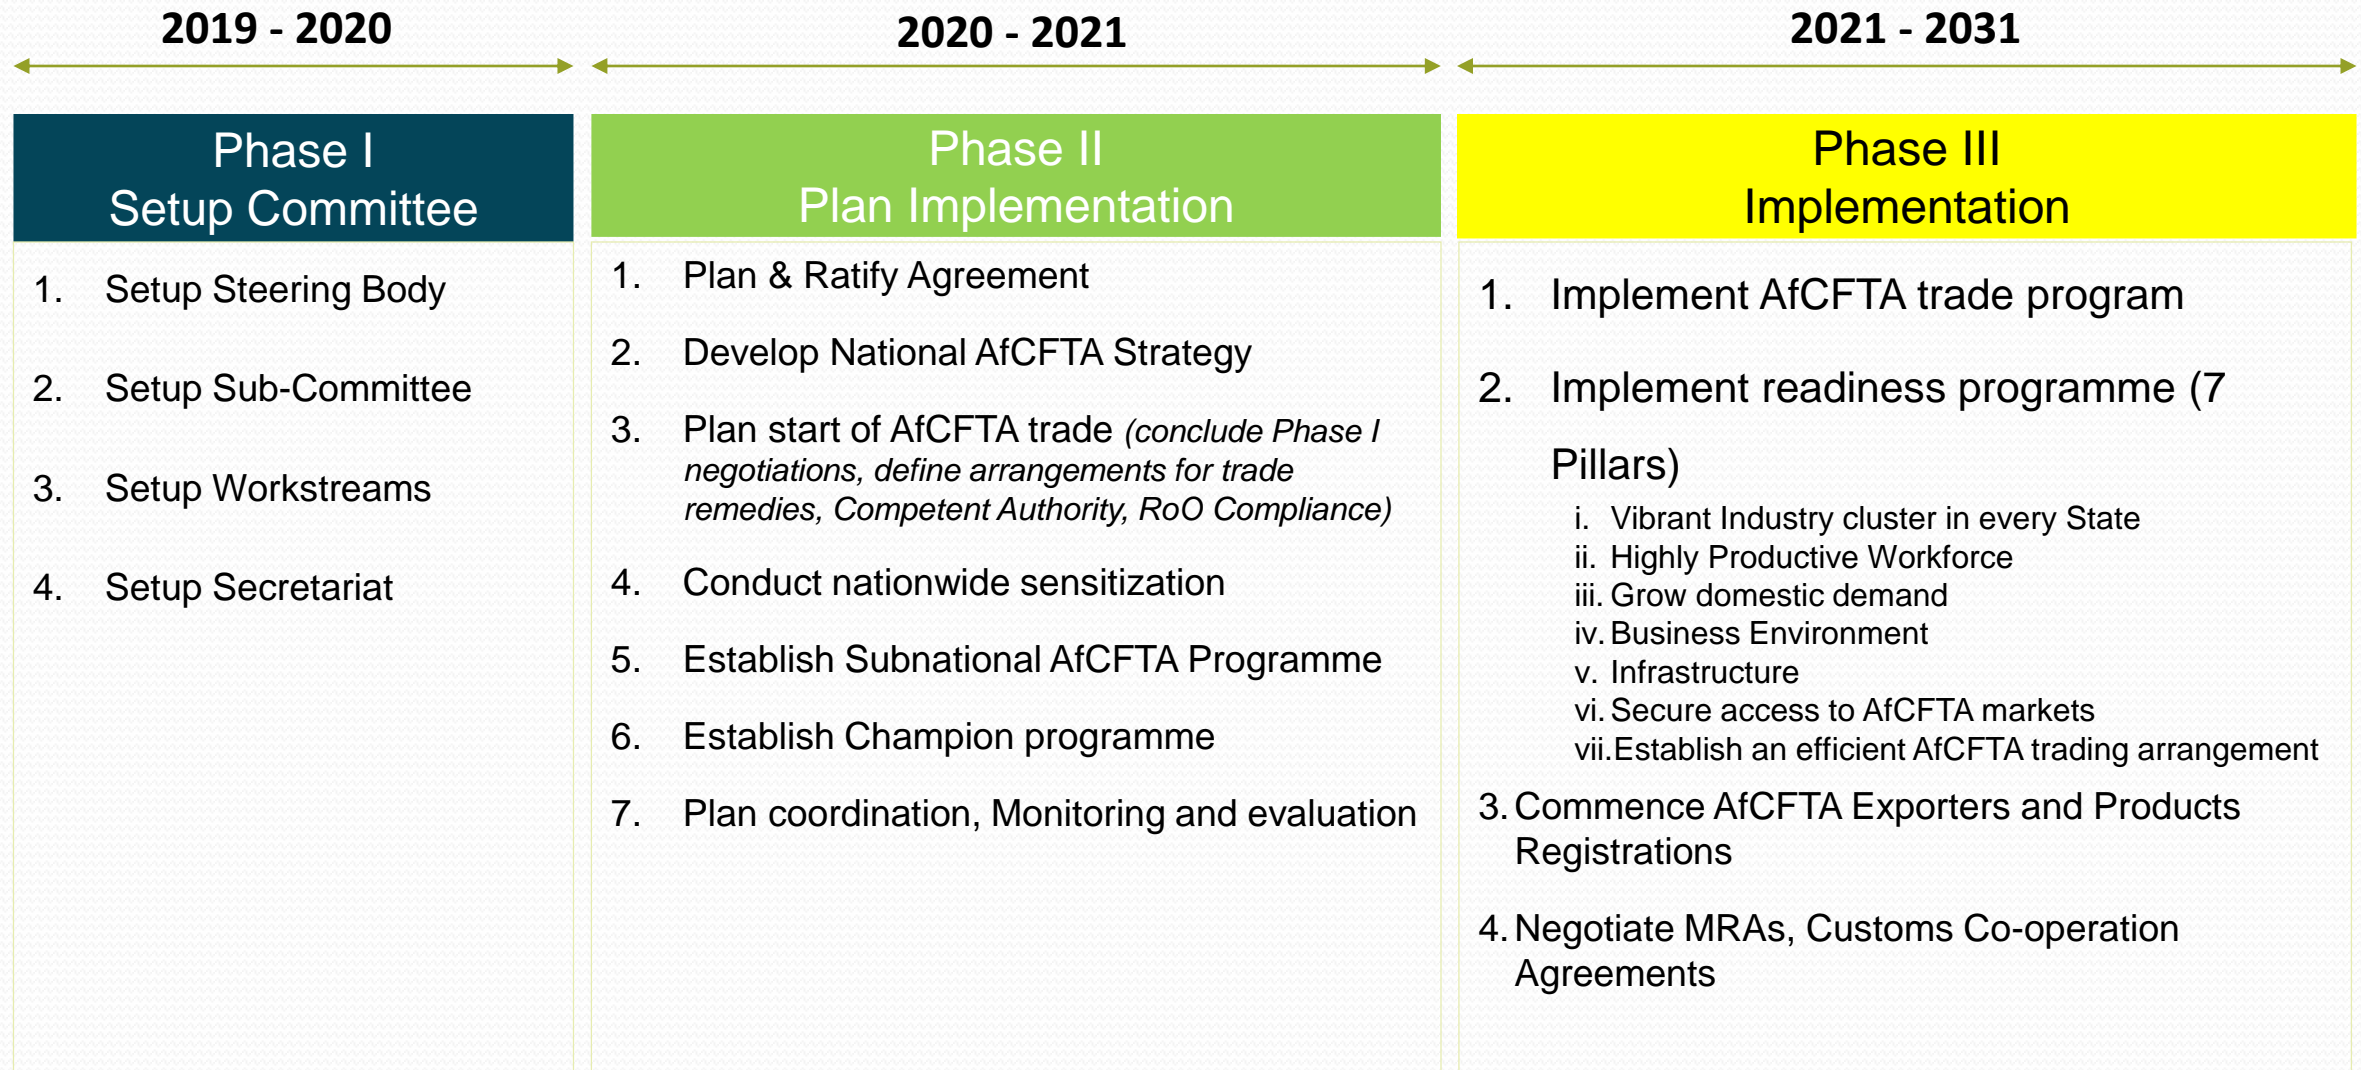 2019 - 2020
2020 - 2021
2021 - 2031
Phase I
Setup Committee
1. Setup Steering Body
2. Setup Sub-Committee
3. Setup Workstreams
4. Setup Secretariat
Phase II
Plan Implementation
1. Plan & Ratify Agreement
2. Develop National AfCFTA Strategy
3. Plan start of AfCFTA trade (conclude Phase I
negotiations, define arrangements for trade
remedies, Competent Authority, RoO Compliance)
4. Conduct nationwide sensitization
5. Establish Subnational AfCFTA Programme
6. Establish Champion programme
7. Plan coordination, Monitoring and evaluation
Phase III
Implementation
1. Implement AfCFTA trade program
2. Implement readiness programme (7
Pillars)
i. Vibrant Industry cluster in every State
ii. Highly Productive Workforce
iii. Grow domestic demand
iv. Business Environment
v. Infrastructure
vi. Secure access to AfCFTA markets
vii.Establish an efficient AfCFTA trading arrangement
3. Commence AfCFTA Exporters and Products
Registrations
4. Negotiate MRAs, Customs Co-operation
Agreements